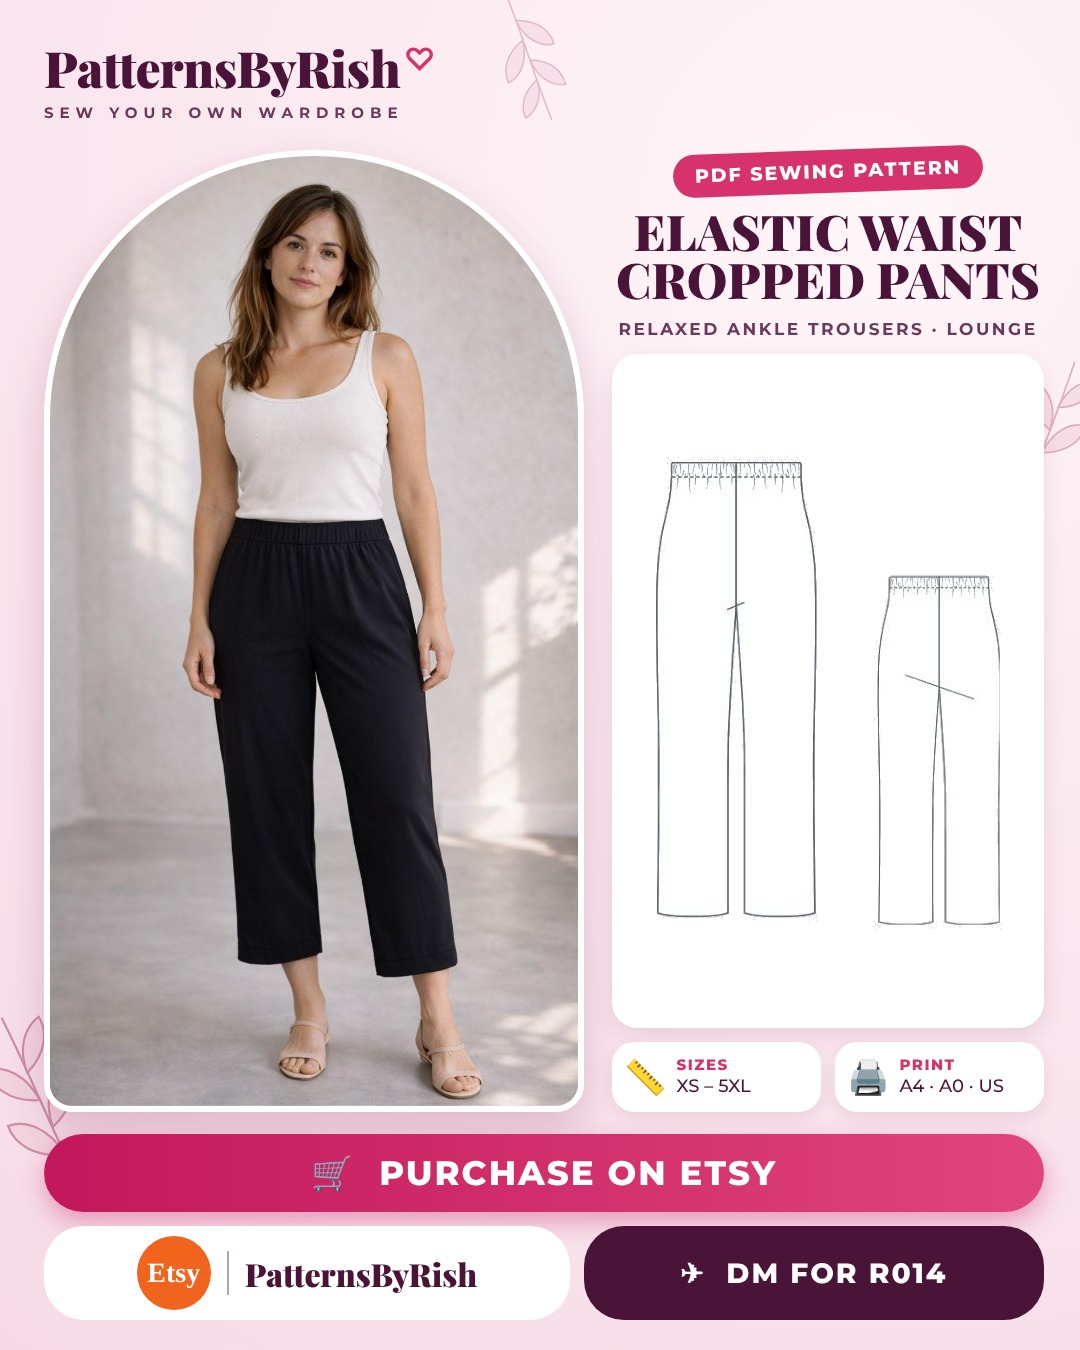 PatternsByRish
SEW YOUR OWN WARDROBE
PDF SEWING PATTERN
ELASTIC WAIST
CROPPED PANTS
RELAXED ANKLE TROUSERS · LOUNGE
SIZES
XS – 5XL
PRINT
A4 · A0 · US
PURCHASE ON ETSY
Etsy
PatternsByRish
DM FOR R014